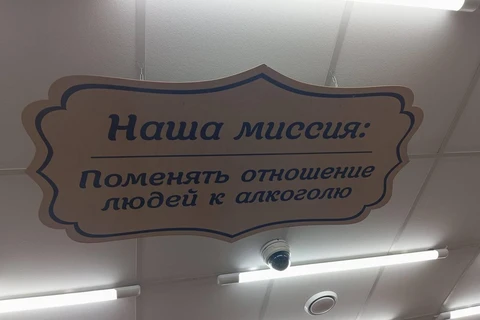 Наша миссия:
Поменять отношение
людей к алкоголю